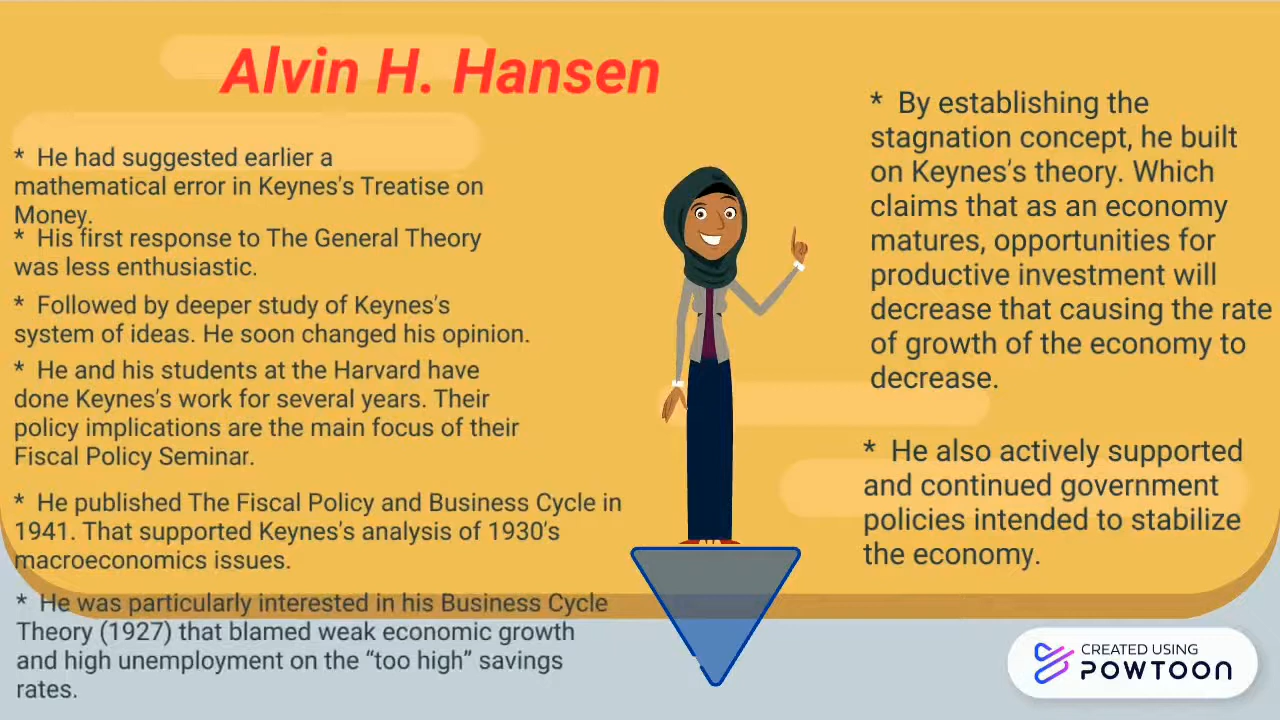 Alvin H. Hansen
* He had suggested earlier a
mathematical error in Keynes's Treatise on
Money.
* His first response to The General Theory
was less enthusiastic.
* Followed by deeper study of Keynes's
system of ideas. He soon changed his opinion.
* He and his students at the Harvard have
done Keynes's work for several years. Their
policy implications are the main focus of their
Fiscal Policy Seminar.
* He published The Fiscal Policy and Business Cycle in
1941. That supported Keynes's analysis of 1930's
macroeconomics issues.
* He was particularly interested in his Business Cycle
Theory (1927) that blamed weak economic growth
and high unemployment on the “too high” savings
rates.
* By establishing the
stagnation concept, he built
on Keynes's theory. Which
claims that as an economy
matures, opportunities for
productive investment will
decrease that causing the rate
of growth of the economy to
decrease.
* He also actively supported
and continued government
policies intended to stabilize
the economy.
CREATED USING
POWTOON